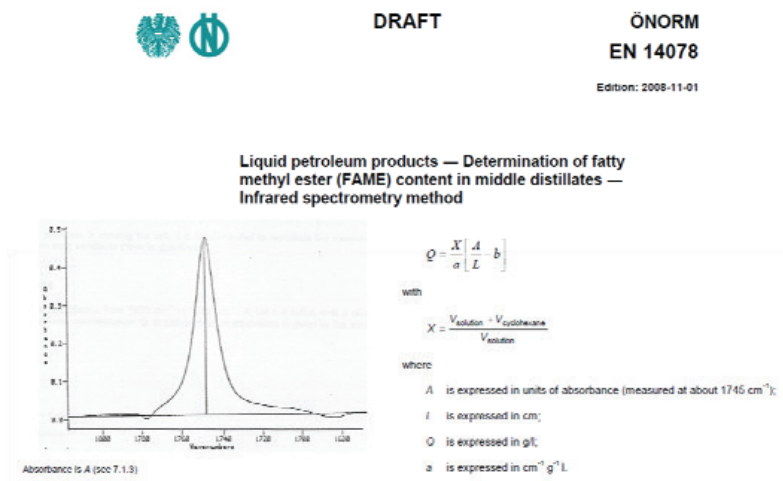 DRAFT
ÖNORM
EN 14078
Edition: 2008-11-01
Liquid petroleum products — Determination of fatty
methyl ester (FAME) content in middle distillates —
Infrared spectrometry method
Q = X/a [A/L - b]
with
X = (Vsolution + Vcyclohexane) / Vsolution
where
A is expressed in units of absorbance (measured at about 1745 cm⁻¹);
L is expressed in cm;
Q is expressed in g/l;
a is expressed in cm⁻¹ g⁻¹ l.
Absorbance is A (see 7.1.3)